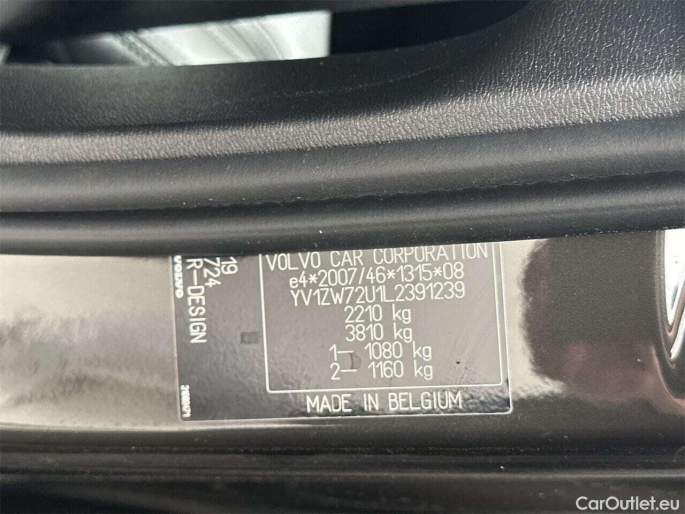 VOLVO CAR CORPORATION
e4*2007/46*1315*08
YV1ZW72U1L2391239
2210 kg
3810 kg
1— 1080 kg
2— 1160 kg
MADE IN BELGIUM
19
724
R-DESIGN
VOLVO
CarOutlet.eu